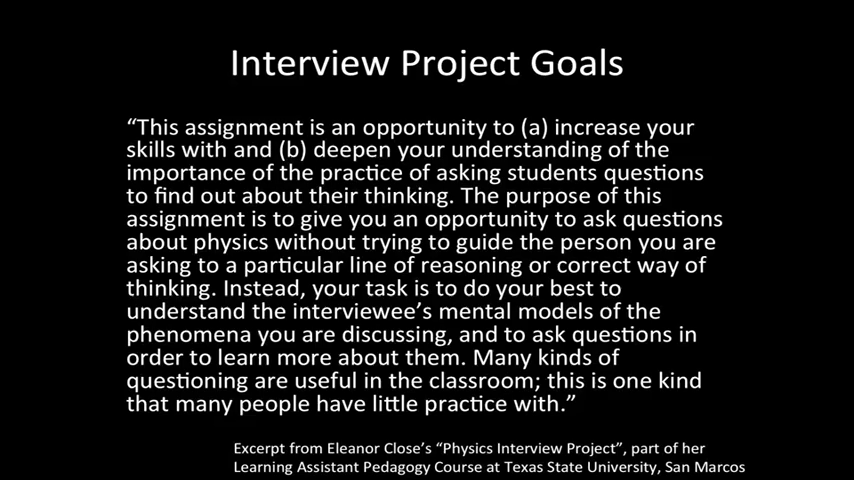 Interview Project Goals
“This assignment is an opportunity to (a) increase your
skills with and (b) deepen your understanding of the
importance of the practice of asking students questions
to find out about their thinking. The purpose of this
assignment is to give you an opportunity to ask questions
about physics without trying to guide the person you are
asking to a particular line of reasoning or correct way of
thinking. Instead, your task is to do your best to
understand the interviewee’s mental models of the
phenomena you are discussing, and to ask questions in
order to learn more about them. Many kinds of
questioning are useful in the classroom; this is one kind
that many people have little practice with.”
Excerpt from Eleanor Close’s “Physics Interview Project”, part of her
Learning Assistant Pedagogy Course at Texas State University, San Marcos